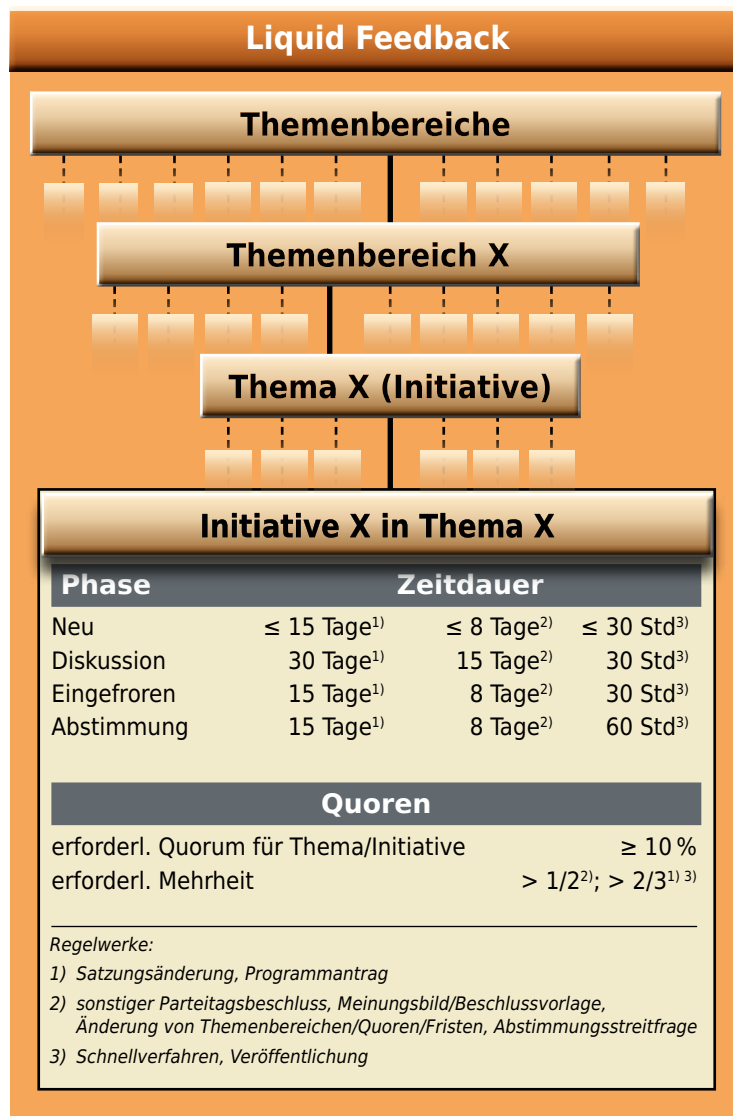 Liquid Feedback
Themenbereiche
Themenbereich X
Thema X (Initiative)
Initiative X in Thema X
Phase Zeitdauer
Neu ≤ 15 Tage1) ≤ 8 Tage2) ≤ 30 Std3)
Diskussion 30 Tage1) 15 Tage2) 30 Std3)
Eingefroren 15 Tage1) 8 Tage2) 30 Std3)
Abstimmung 15 Tage1) 8 Tage2) 60 Std3)
Quoren
erforderl. Quorum für Thema/Initiative ≥ 10 %
erforderl. Mehrheit > 1/22); > 2/31) 3)
Regelwerke:
1) Satzungsänderung, Programmantrag
2) sonstiger Parteitagsbeschluss, Meinungsbild/Beschlussvorlage,
Änderung von Themenbereichen/Quoren/Fristen, Abstimmungsstreitfrage
3) Schnellverfahren, Veröffentlichung